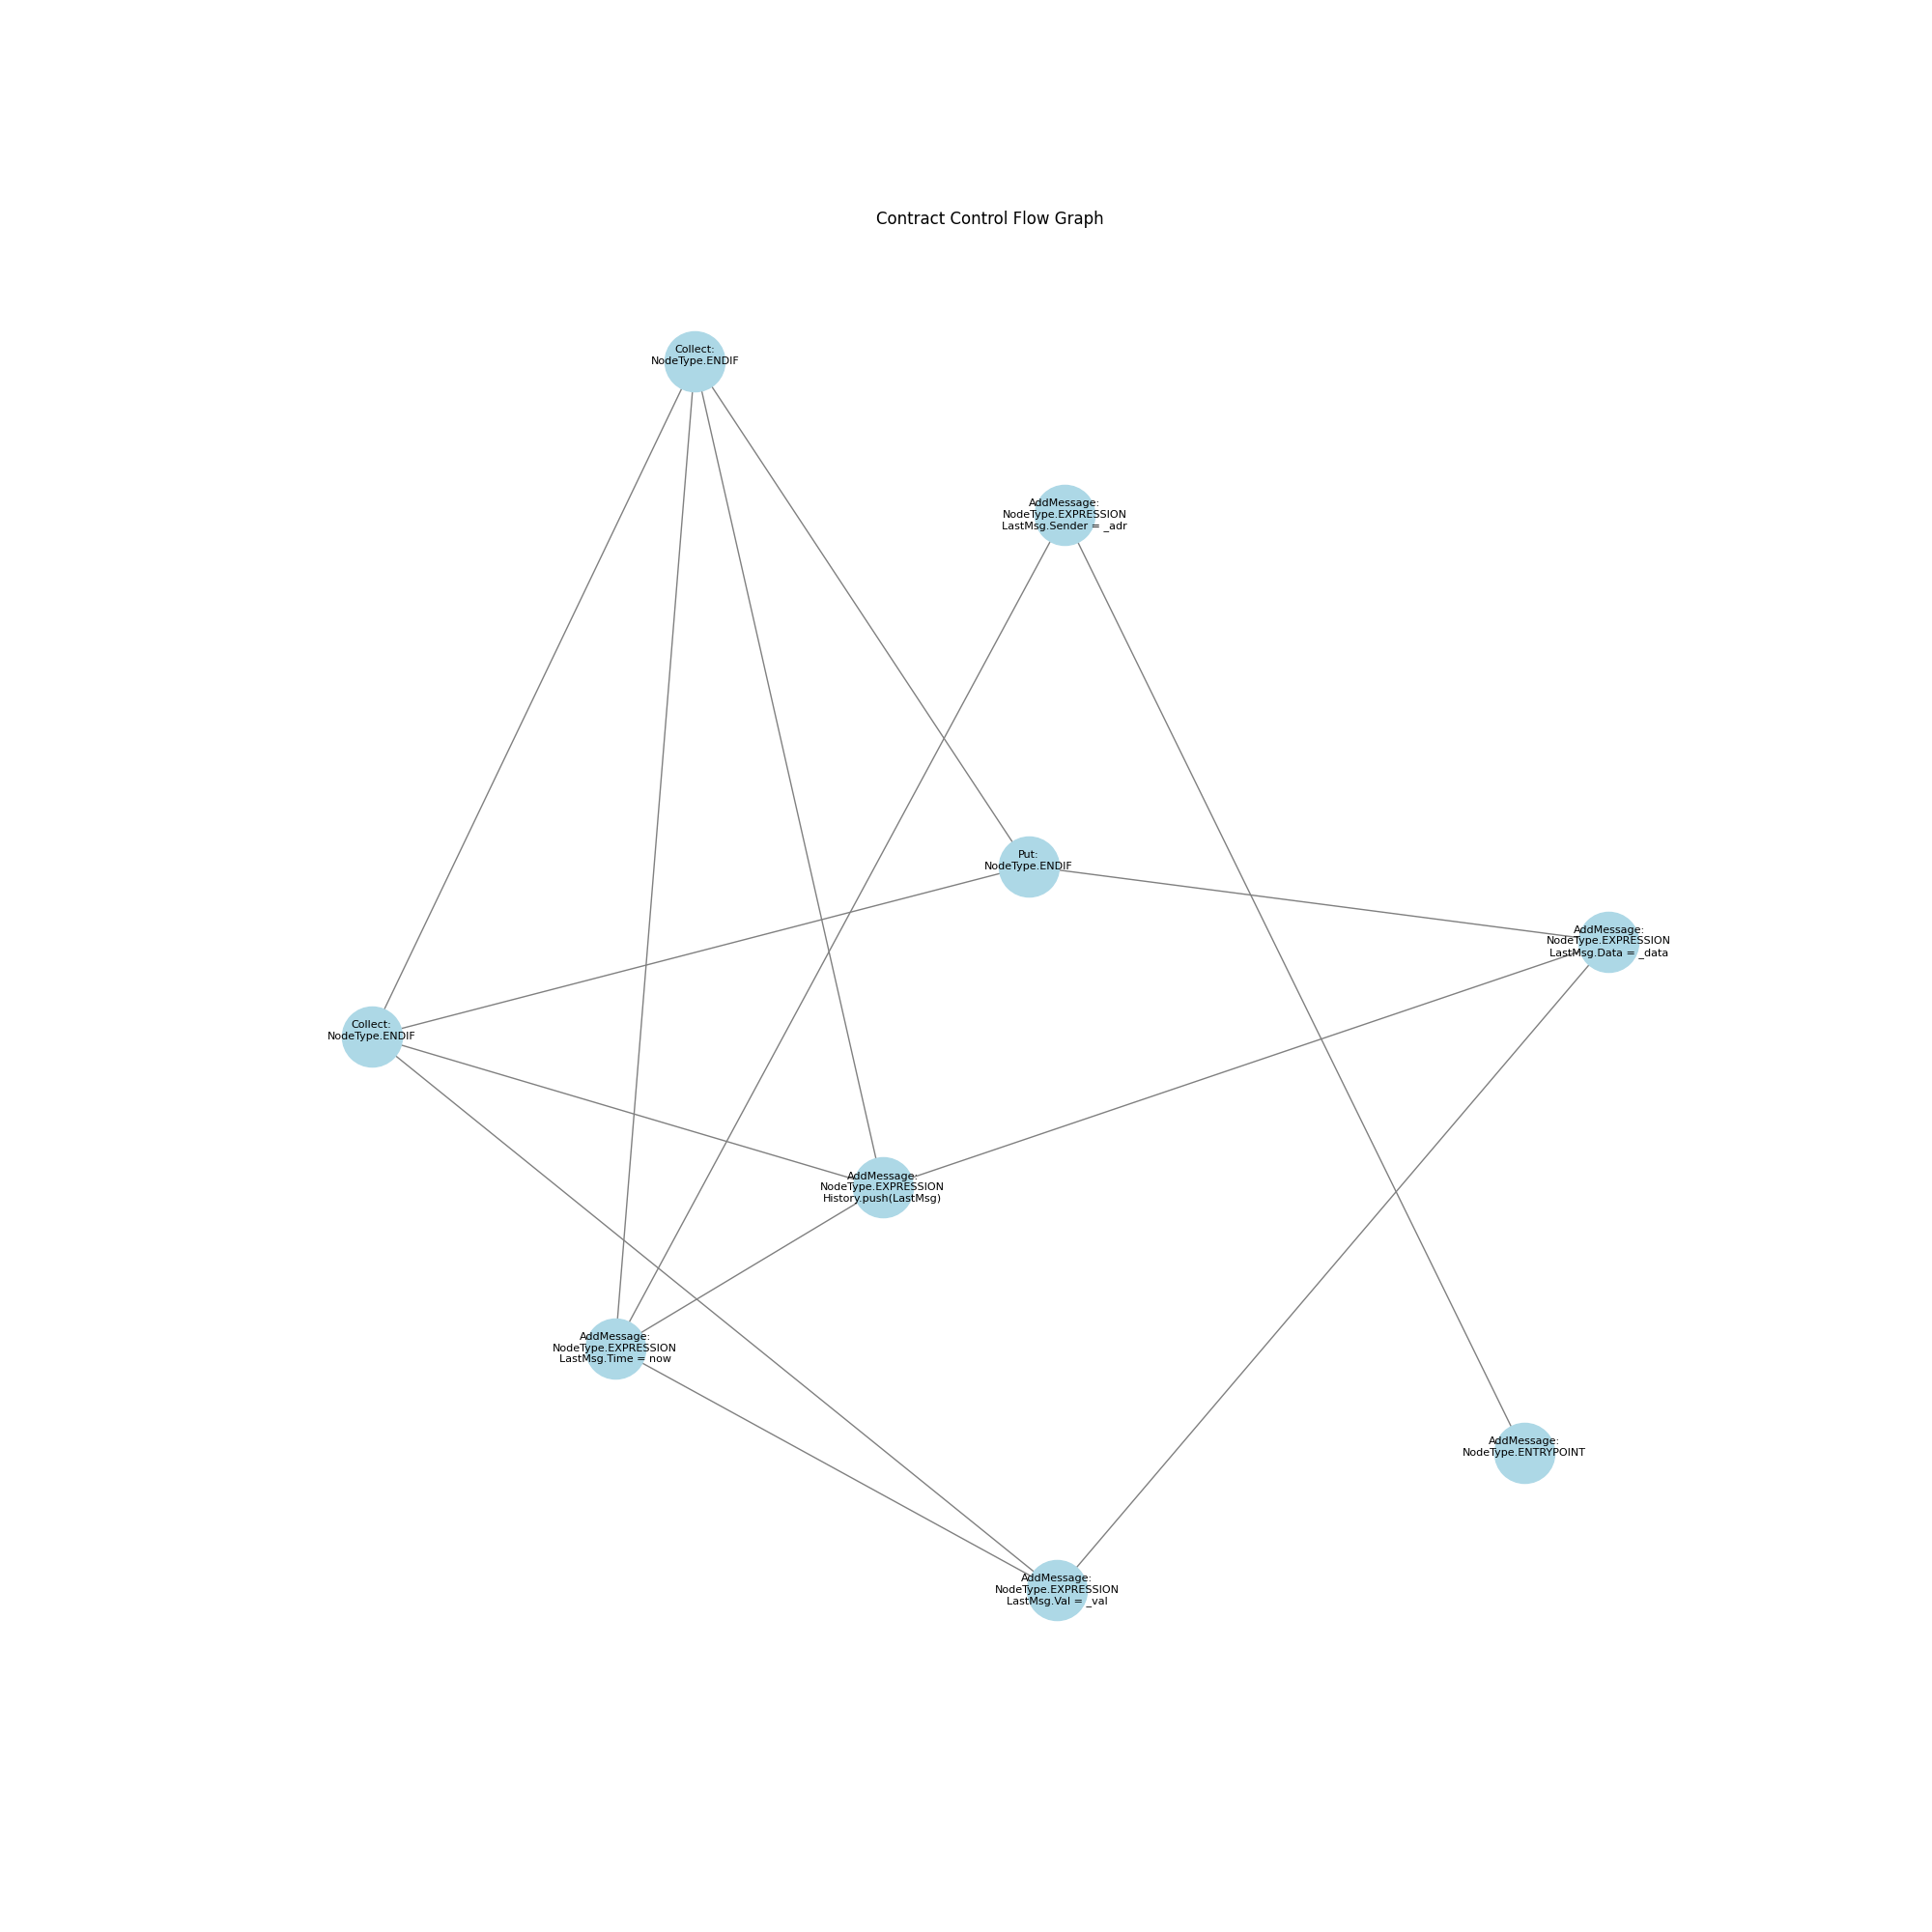 Contract Control Flow Graph
Collect:
NodeType.ENDIF
AddMessage:
NodeType.EXPRESSION
LastMsg.Sender = _adr
Put:
NodeType.ENDIF
AddMessage:
NodeType.EXPRESSION
LastMsg.Data = _data
Collect:
NodeType.ENDIF
AddMessage:
NodeType.EXPRESSION
History.push(LastMsg)
AddMessage:
NodeType.EXPRESSION
LastMsg.Time = now
AddMessage:
NodeType.ENTRYPOINT
AddMessage:
NodeType.EXPRESSION
LastMsg.Val = _val